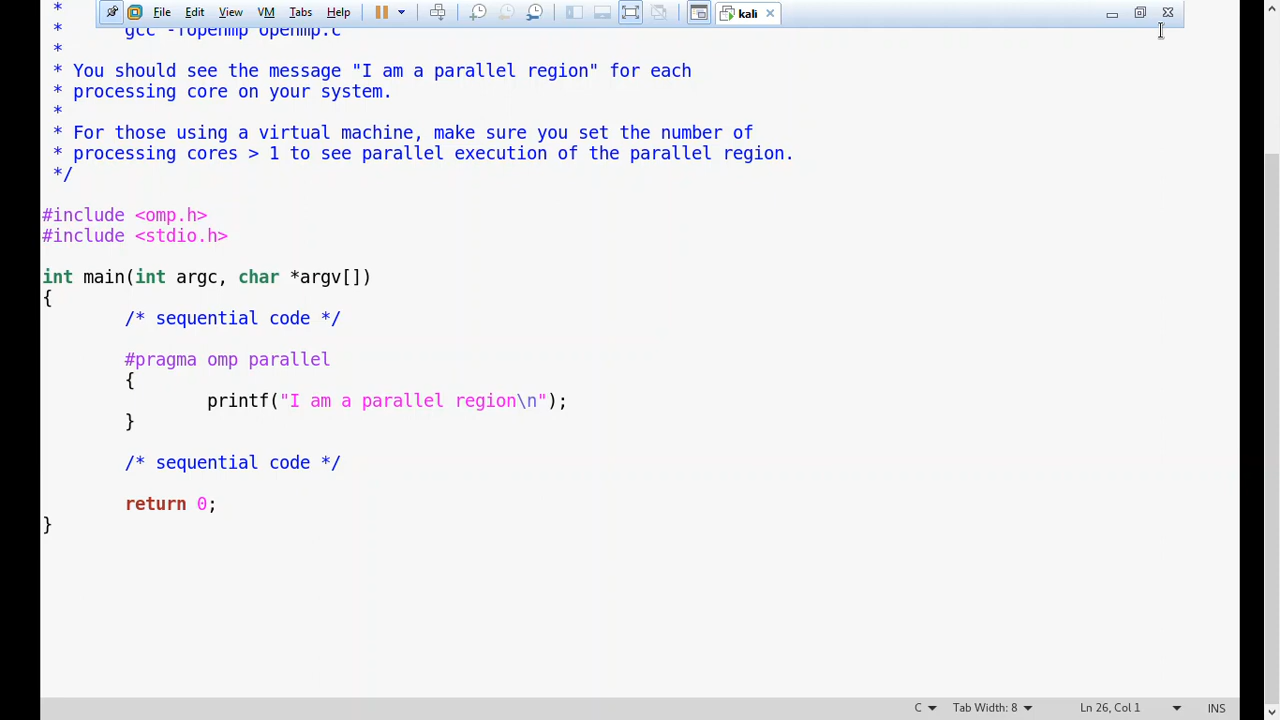 File Edit View VM Tabs Help kali
*
* gcc -fopenmp openmp.c
*
* You should see the message "I am a parallel region" for each
* processing core on your system.
*
* For those using a virtual machine, make sure you set the number of
* processing cores > 1 to see parallel execution of the parallel region.
*/
#include <omp.h>
#include <stdio.h>
int main(int argc, char *argv[])
{
/* sequential code */
#pragma omp parallel
{
printf("I am a parallel region\n");
}
/* sequential code */
return 0;
}
C Tab Width: 8 Ln 26, Col 1 INS